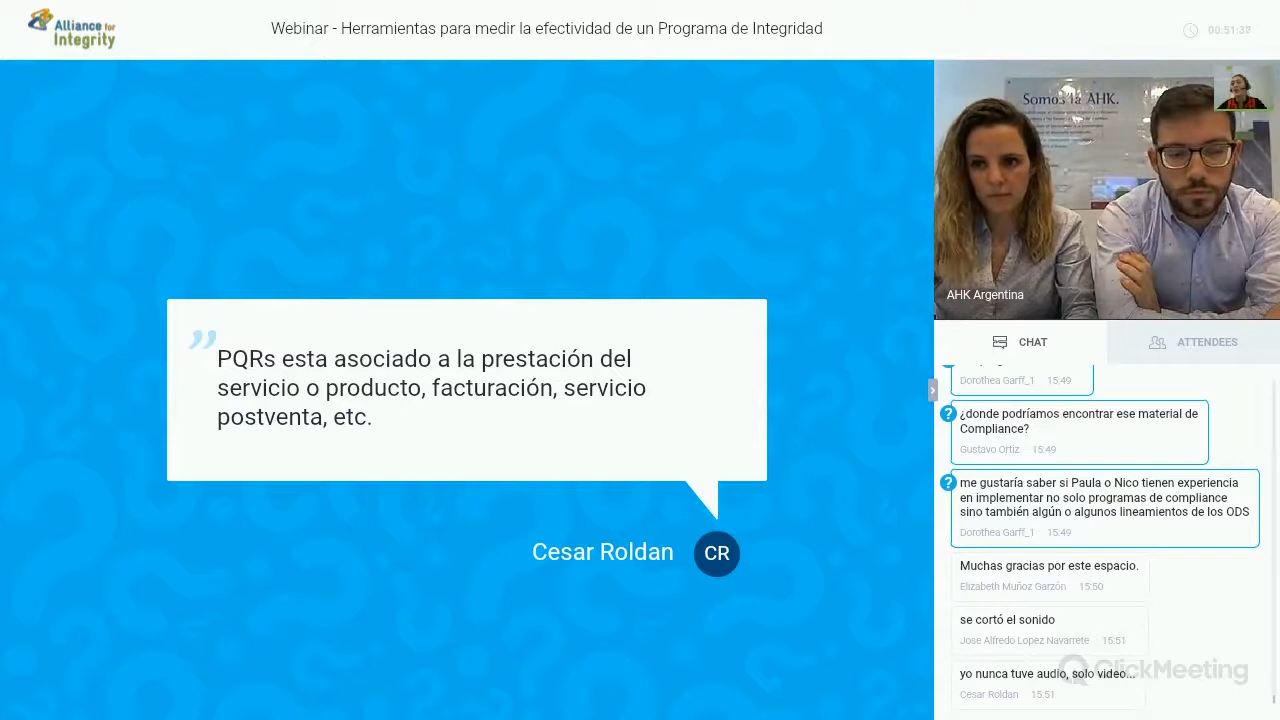 Alliance for
Integrity
Webinar - Herramientas para medir la efectividad de un Programa de Integridad
00:51:37
”
PQRs esta asociado a la prestación del
servicio o producto, facturación, servicio
postventa, etc.
Cesar Roldan
CR
Somos la AHK.
AHK Argentina
CHAT
ATTENDEES
Dorothea Garff_1 15:49
?
¿donde podríamos encontrar ese material de
Compliance?
Gustavo Ortiz 15:49
?
me gustaría saber si Paula o Nico tienen experiencia
en implementar no solo programas de compliance
sino también algún o algunos lineamientos de los ODS
Dorothea Garff_1 15:49
Muchas gracias por este espacio.
Elizabeth Muñoz Garzón 15:50
se cortó el sonido
Jose Alfredo Lopez Navarrete 15:51
yo nunca tuve audio, solo video...
Cesar Roldan 15:51
ClickMeeting